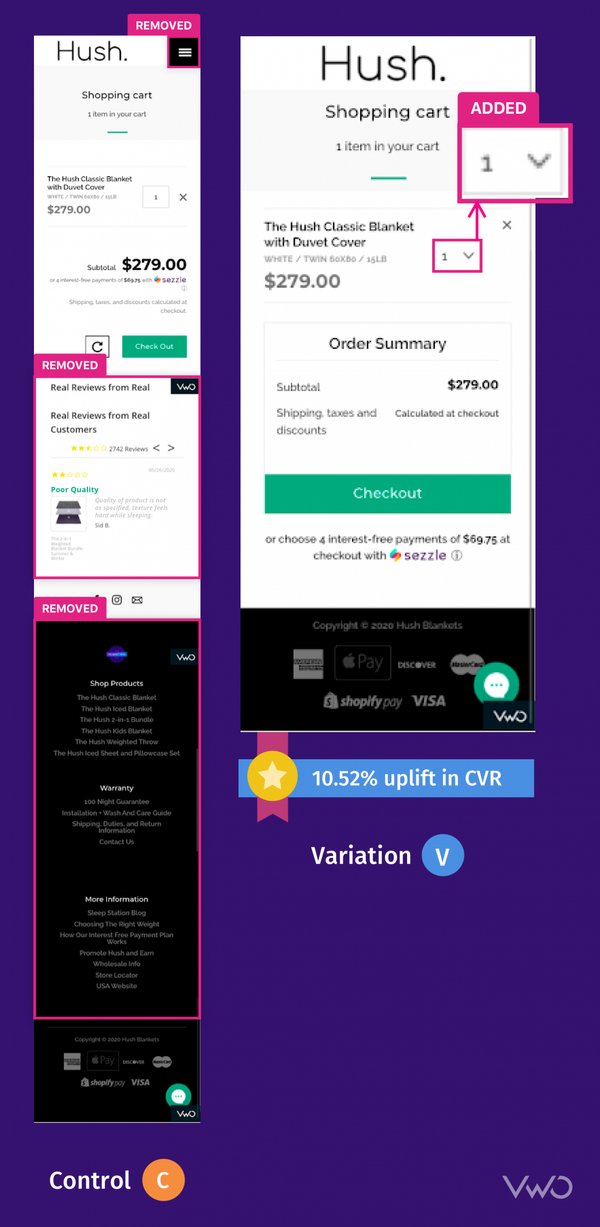 REMOVED
Hush.
Shopping cart
1 item in your cart
The Hush Classic Blanket
with Duvet Cover
WHITE / TWIN 60X80 / 15LB
$279.00
1
Subtotal $279.00
or 4 interest-free payments of $69.75 with sezzle
Shipping, taxes, and discounts calculated at
checkout.
Check Out
REMOVED
Real Reviews from Real
VWO
Real Reviews from Real
Customers
2742 Reviews
05/26/2020
Poor Quality
Quality of product is not
as specified, texture feels
hard while sleeping.
Sid B.
The 2-in-1
Weighted
Blanket Bundle:
Summer &
Winter
REMOVED
VWO
Shop Products
The Hush Classic Blanket
The Hush Iced Blanket
The Hush 2-in-1 Bundle
The Hush Kids Blanket
The Hush Weighted Throw
The Hush Iced Sheet and Pillowcase Set
Warranty
100 Night Guarantee
Installation + Wash And Care Guide
Shipping, Duties, and Return
Information
Contact Us
More Information
Sleep Station Blog
Choosing The Right Weight
How Our Interest Free Payment Plan
Works
Promote Hush and Earn
Wholesale Info
Store Locator
USA Website
Copyright © 2020 Hush Blankets
AMERICAN EXPRESS
Pay
DISCOVER
MasterCard
shopify pay
VISA
VWO
Control C
Hush.
Shopping cart
1 item in your cart
ADDED
1
The Hush Classic Blanket
with Duvet Cover
WHITE / TWIN 60X80 / 15LB
$279.00
1
Order Summary
Subtotal $279.00
Shipping, taxes and
discounts
Calculated at checkout
Checkout
or choose 4 interest-free payments of $69.75 at
checkout with sezzle
Copyright © 2020 Hush Blankets
AMERICAN EXPRESS
Pay
DISCOVER
MasterCard
shopify pay
VISA
VWO
10.52% uplift in CVR
Variation V
VWO